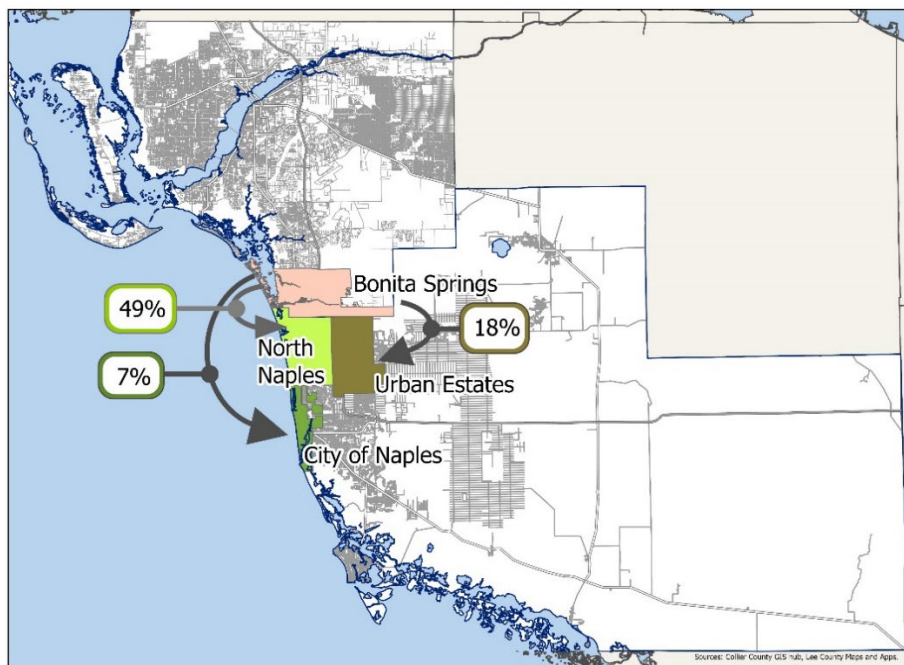 Bonita Springs
49%
18%
North
Naples
7%
Urban Estates
City of Naples
Sources: Collier County GIS hub, Lee County Maps and Apps.